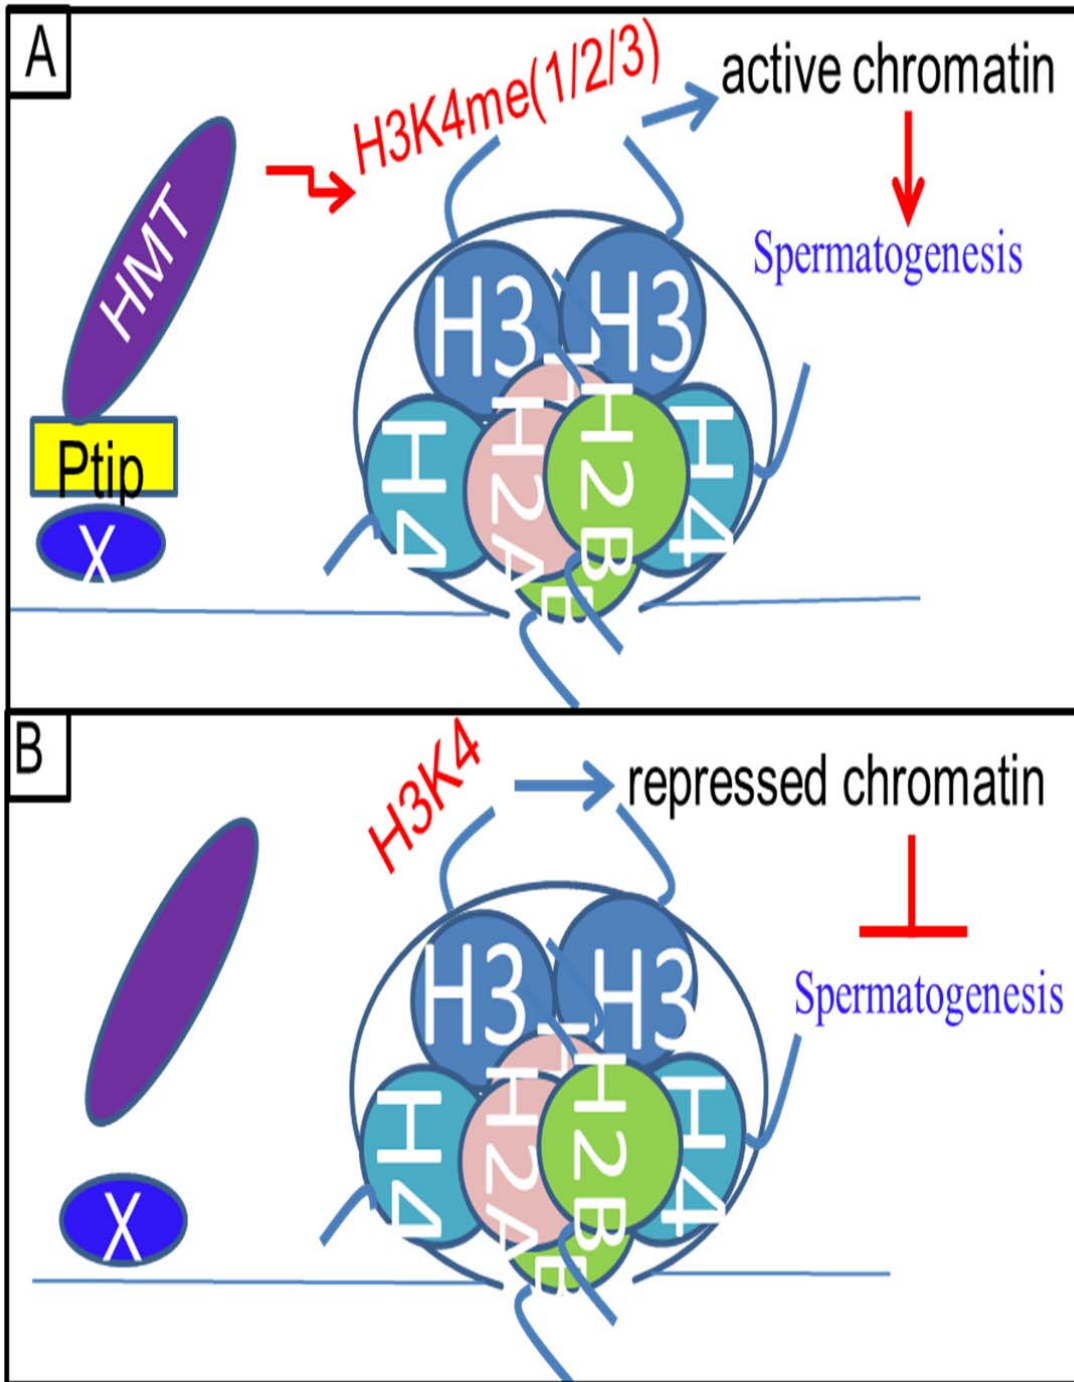 A
H3K4me(1/2/3)
active chromatin
Spermatogenesis
HMT
Ptip
X
H3
H3
H4
H2A
H2B
H4
B
H3K4
repressed chromatin
Spermatogenesis
X
H3
H3
H4
H2A
H2B
H4